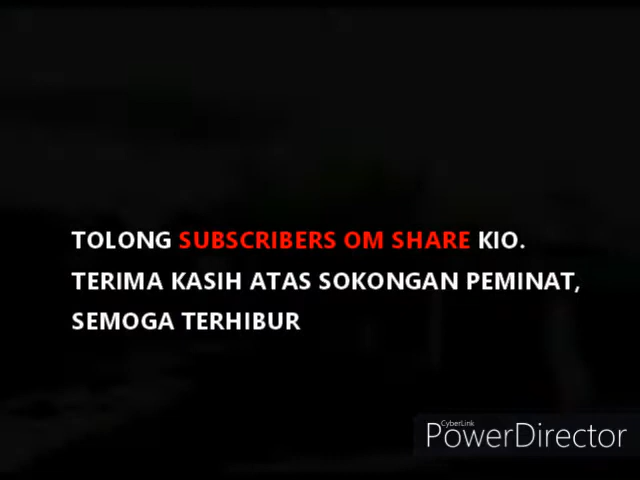 TOLONG SUBSCRIBERS OM SHARE KIO.
TERIMA KASIH ATAS SOKONGAN PEMINAT,
SEMOGA TERHIBUR
CyberLink
PowerDirector